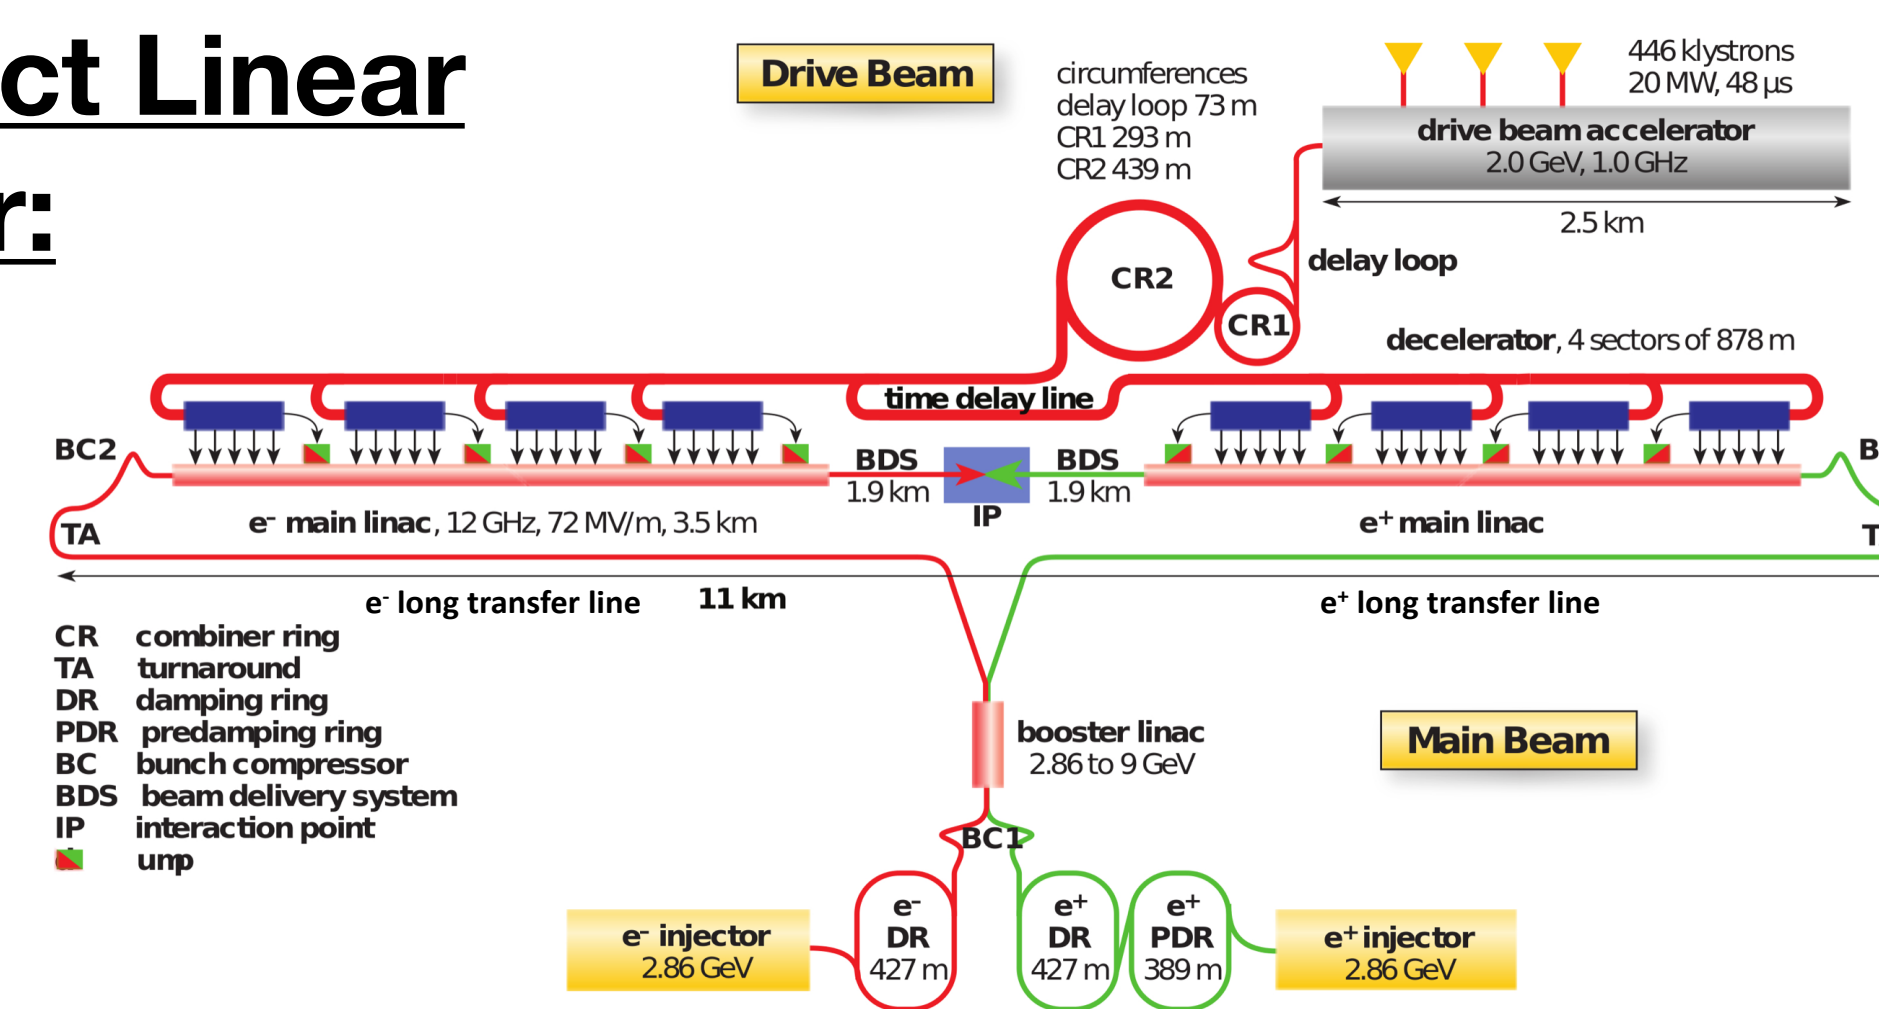 ct Linear
r:
Drive Beam
circumferences
delay loop 73 m
CR1 293 m
CR2 439 m
446 klystrons
20 MW, 48 µs
drive beam accelerator
2.0 GeV, 1.0 GHz
2.5 km
delay loop
CR2
CR1
decelerator, 4 sectors of 878 m
time delay line
BC2
BDS
1.9 km
IP
BDS
1.9 km
B
TA
e⁻ main linac, 12 GHz, 72 MV/m, 3.5 km
e⁺ main linac
T
e⁻ long transfer line
11 km
e⁺ long transfer line
CR combiner ring
TA turnaround
DR damping ring
PDR predamping ring
BC bunch compressor
BDS beam delivery system
IP interaction point
ump
booster linac
2.86 to 9 GeV
Main Beam
BC1
e⁻ injector
2.86 GeV
e⁻
DR
427 m
e⁺
DR
427 m
e⁺
PDR
389 m
e⁺ injector
2.86 GeV